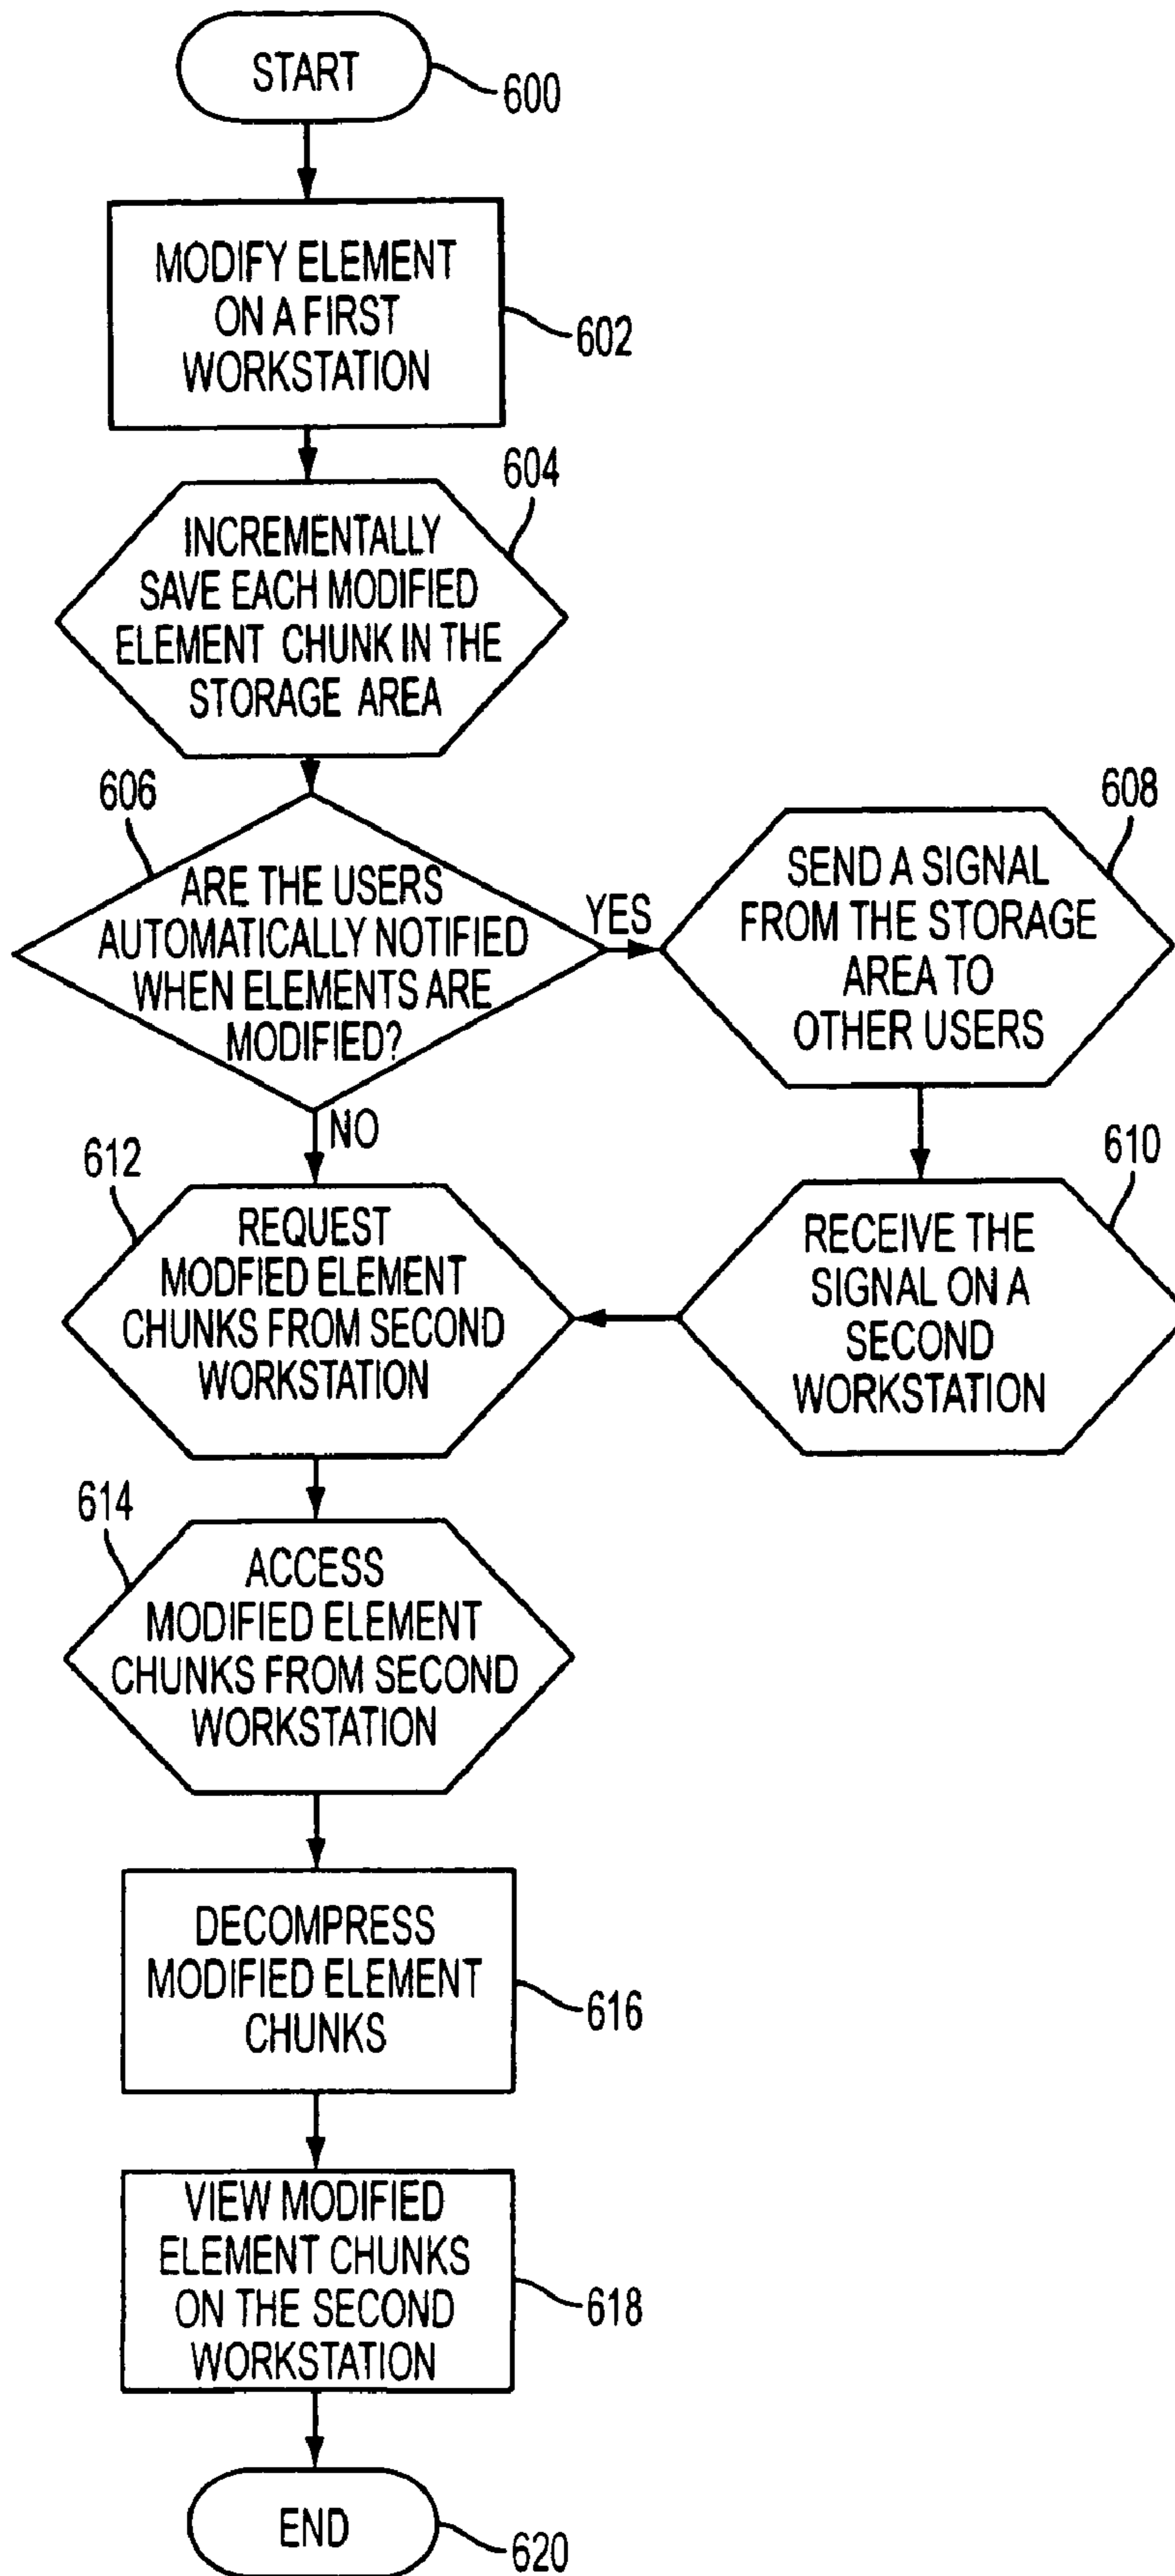 START
600
MODIFY ELEMENT
ON A FIRST
WORKSTATION
602
604
INCREMENTALLY
SAVE EACH MODIFIED
ELEMENT CHUNK IN THE
STORAGE AREA
606
ARE THE USERS
AUTOMATICALLY NOTIFIED
WHEN ELEMENTS ARE
MODIFIED?
YES
608
SEND A SIGNAL
FROM THE STORAGE
AREA TO
OTHER USERS
NO
610
RECEIVE THE
SIGNAL ON A
SECOND
WORKSTATION
612
REQUEST
MODFIED ELEMENT
CHUNKS FROM SECOND
WORKSTATION
614
ACCESS
MODIFIED ELEMENT
CHUNKS FROM SECOND
WORKSTATION
DECOMPRESS
MODIFIED ELEMENT
CHUNKS
616
VIEW MODIFIED
ELEMENT CHUNKS
ON THE SECOND
WORKSTATION
618
END
620